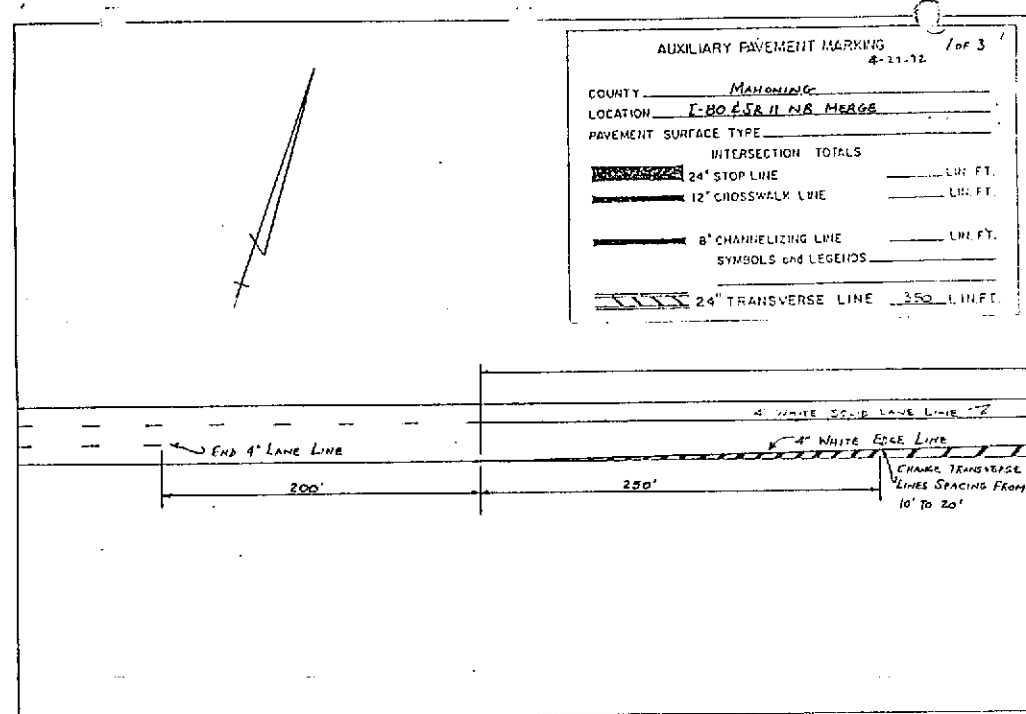 AUXILIARY PAVEMENT MARKING 1 OF 3
COUNTY MAHONING
LOCATION I-80 & SR 11 NB MERGE
PAVEMENT SURFACE TYPE
INTERSECTION TOTALS
24" STOP LINE LIN. FT.
12" CROSSWALK LINE LIN. FT.
8" CHANNELIZING LINE LIN. FT.
SYMBOLS and LEGENDS
24" TRANSVERSE LINE 350 LIN. FT.
4" WHITE SOLID LANE LINE
4" WHITE EDGE LINE
END 4" LANE LINE
CHANGE TRANSVERSE
LINES SPACING FROM
10' TO 20'
200'
250'